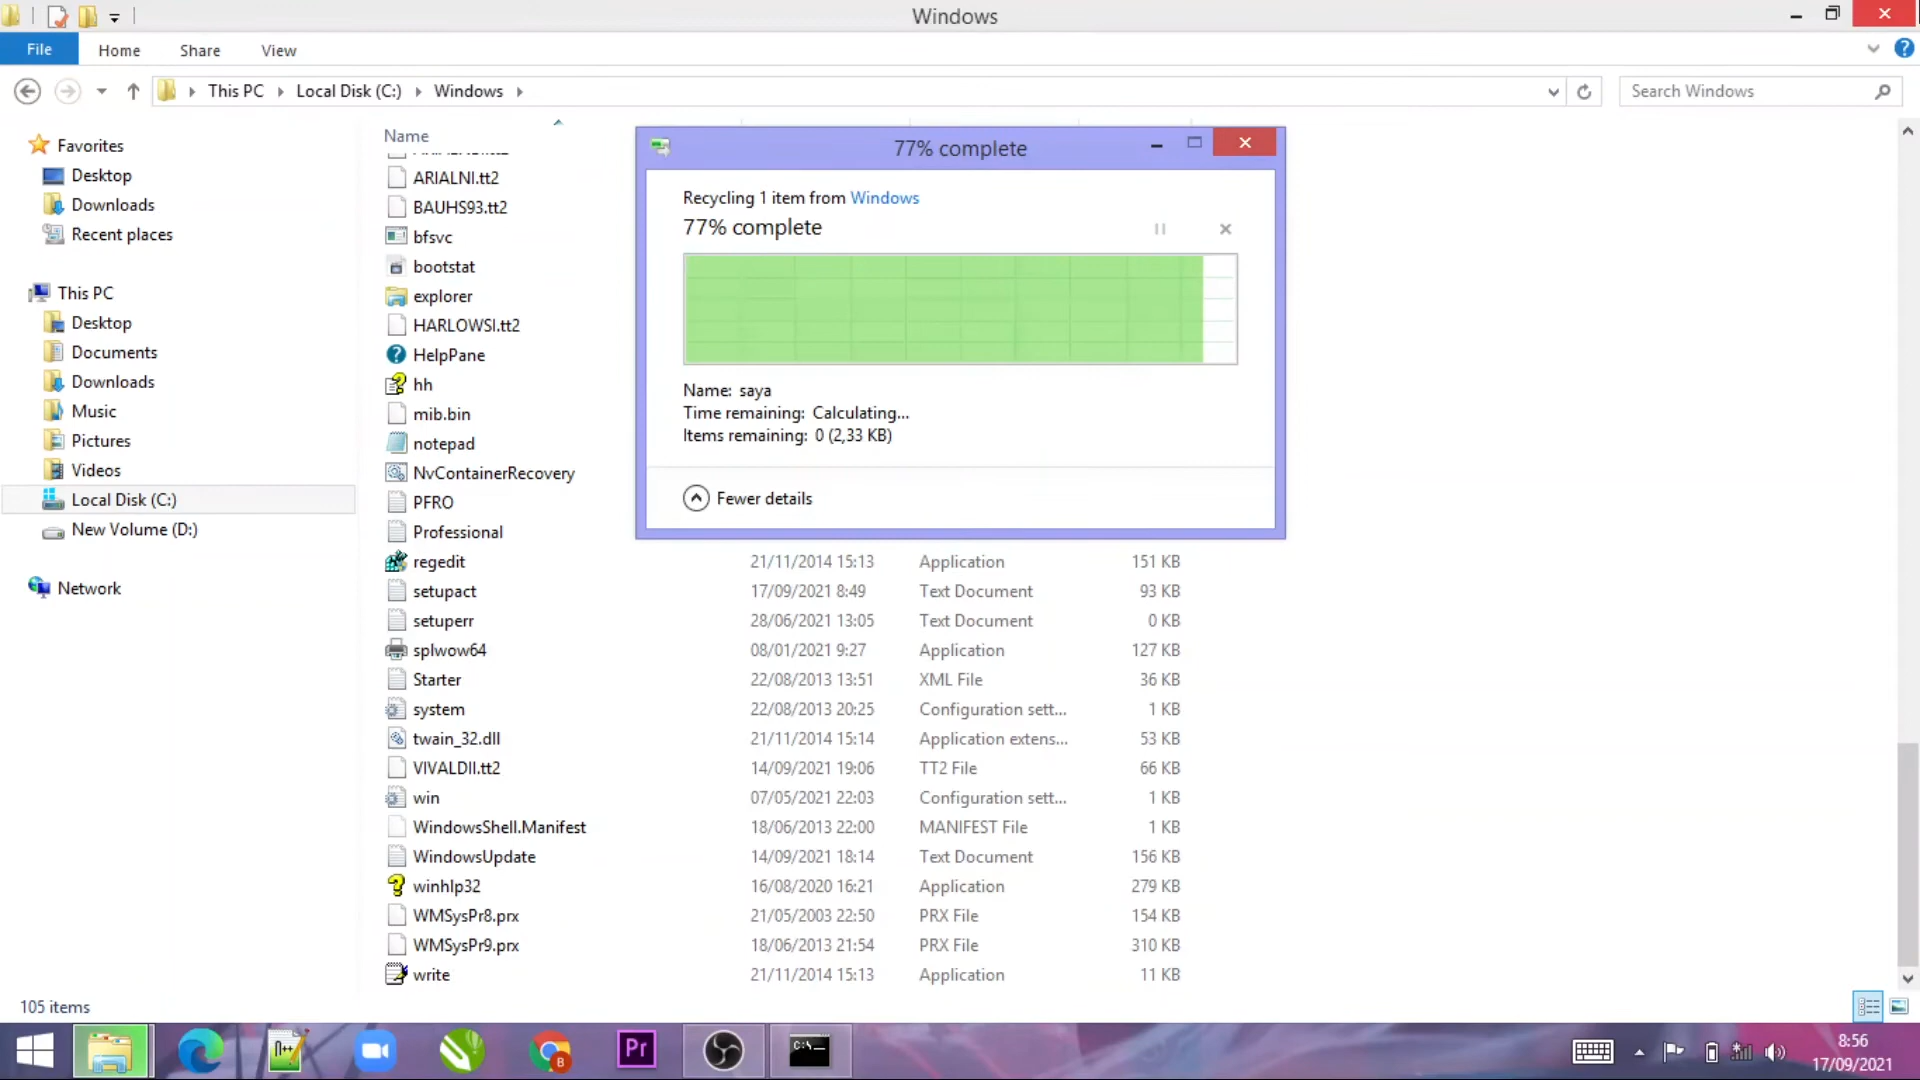 Windows
File Home Share View
This PC Local Disk (C:) Windows
Search Windows
Favorites
Desktop
Downloads
Recent places
This PC
Desktop
Documents
Downloads
Music
Pictures
Videos
Local Disk (C:)
New Volume (D:)
Network
Name
ARIALNI.tt2
BAUHS93.tt2
bfsvc
bootstat
explorer
HARLOWSI.tt2
HelpPane
hh
mib.bin
notepad
NvContainerRecovery
PFRO
Professional
regedit 21/11/2014 15:13 Application 151 KB
setupact 17/09/2021 8:49 Text Document 93 KB
setuperr 28/06/2021 13:05 Text Document 0 KB
splwow64 08/01/2021 9:27 Application 127 KB
Starter 22/08/2013 13:51 XML File 36 KB
system 22/08/2013 20:25 Configuration sett... 1 KB
twain_32.dll 21/11/2014 15:14 Application extens... 53 KB
VIVALDII.tt2 14/09/2021 19:06 TT2 File 66 KB
win 07/05/2021 22:03 Configuration sett... 1 KB
WindowsShell.Manifest 18/06/2013 22:00 MANIFEST File 1 KB
WindowsUpdate 14/09/2021 18:14 Text Document 156 KB
winhlp32 16/08/2020 16:21 Application 279 KB
WMSysPr8.prx 21/05/2003 22:50 PRX File 154 KB
WMSysPr9.prx 18/06/2013 21:54 PRX File 310 KB
write 21/11/2014 15:13 Application 11 KB
77% complete
Recycling 1 item from Windows
77% complete
Name: saya
Time remaining: Calculating...
Items remaining: 0 (2,33 KB)
Fewer details
105 items
Pr
C:\
8:56
17/09/2021